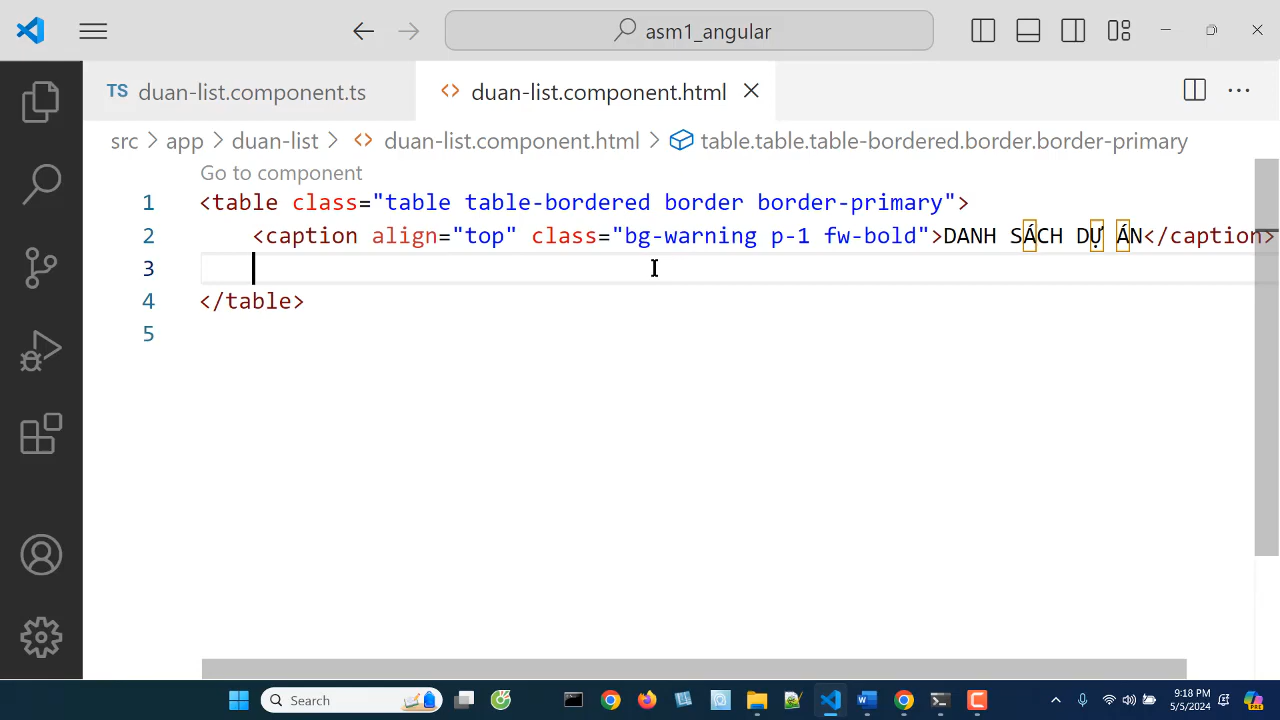 asm1_angular
TS duan-list.component.ts
<> duan-list.component.html
src > app > duan-list > <> duan-list.component.html > table.table.table-bordered.border.border-primary
Go to component
1 <table class="table table-bordered border border-primary">
2 <caption align="top" class="bg-warning p-1 fw-bold">DANH SÁCH DỰ ÁN</caption>
3
4 </table>
5
Search
9:18 PM
5/5/2024